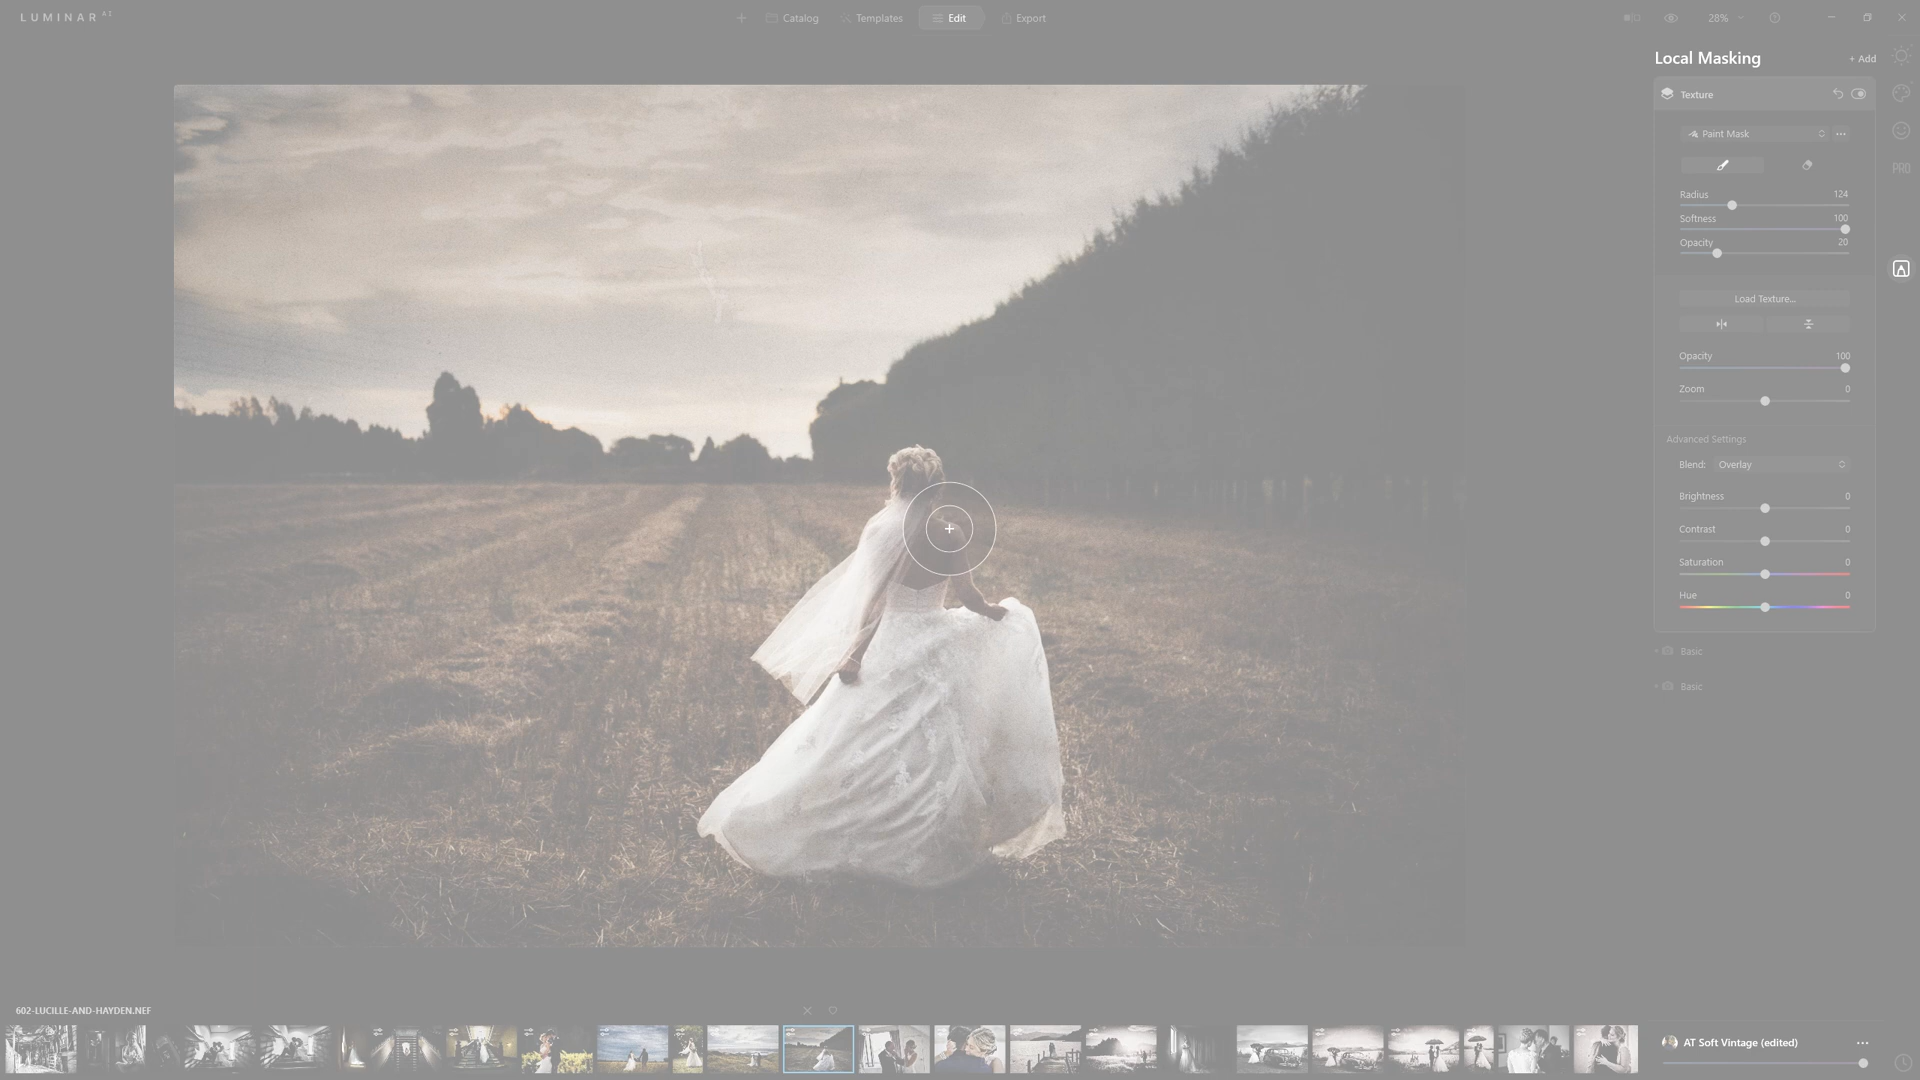 LUMINAR AI
Catalog
Templates
Edit
Export
28%
Local Masking
+ Add
Texture
Paint Mask
PRO
Radius 124
Softness 100
Opacity 20
Load Texture...
Opacity 100
Zoom 0
Advanced Settings
Blend: Overlay
Brightness 0
Contrast 0
Saturation 0
Hue 0
Basic
Basic
602-LUCILLE-AND-HAYDEN.NEF
AT Soft Vintage (edited)